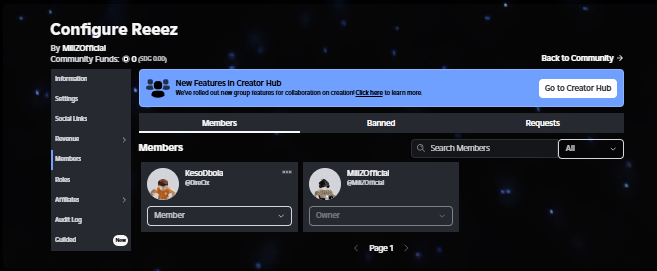 Configure Reeez
By MillZOfficial
Community Funds: 0 (SDG 0.00)
Back to Community →
Information
Settings
Social Links
Revenue
Members
Roles
Affiliates
Audit Log
Guilded New
New Features in Creator Hub
We've rolled out new group features for collaboration on creation! Click here to learn more.
Go to Creator Hub
Members Banned Requests
Members
Search Members
All
KesoDbola
@DireOx
Member
MillZOfficial
@MillZOfficial
Owner
Page 1